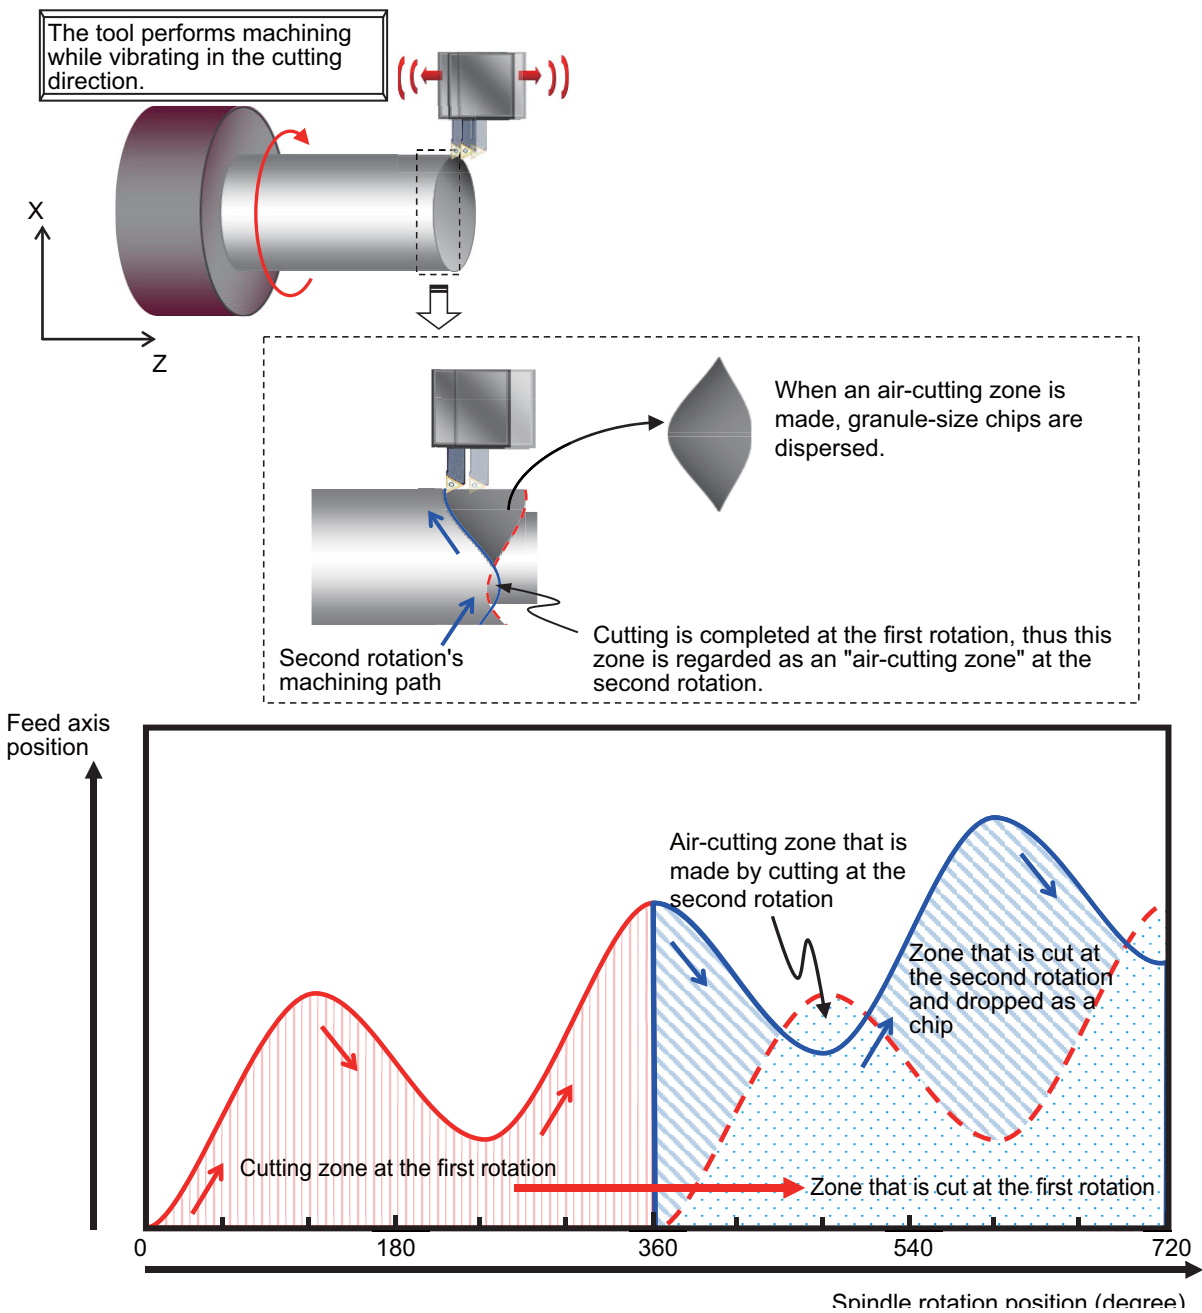 The tool performs machining
while vibrating in the cutting
direction.
X
Z
When an air-cutting zone is
made, granule-size chips are
dispersed.
Cutting is completed at the first rotation, thus this
zone is regarded as an "air-cutting zone" at the
second rotation.
Second rotation's
machining path
Feed axis
position
Air-cutting zone that is
made by cutting at the
second rotation
Zone that is cut at
the second rotation
and dropped as a
chip
Cutting zone at the first rotation
Zone that is cut at the first rotation
0
180
360
540
720
Spindle rotation position (degree)